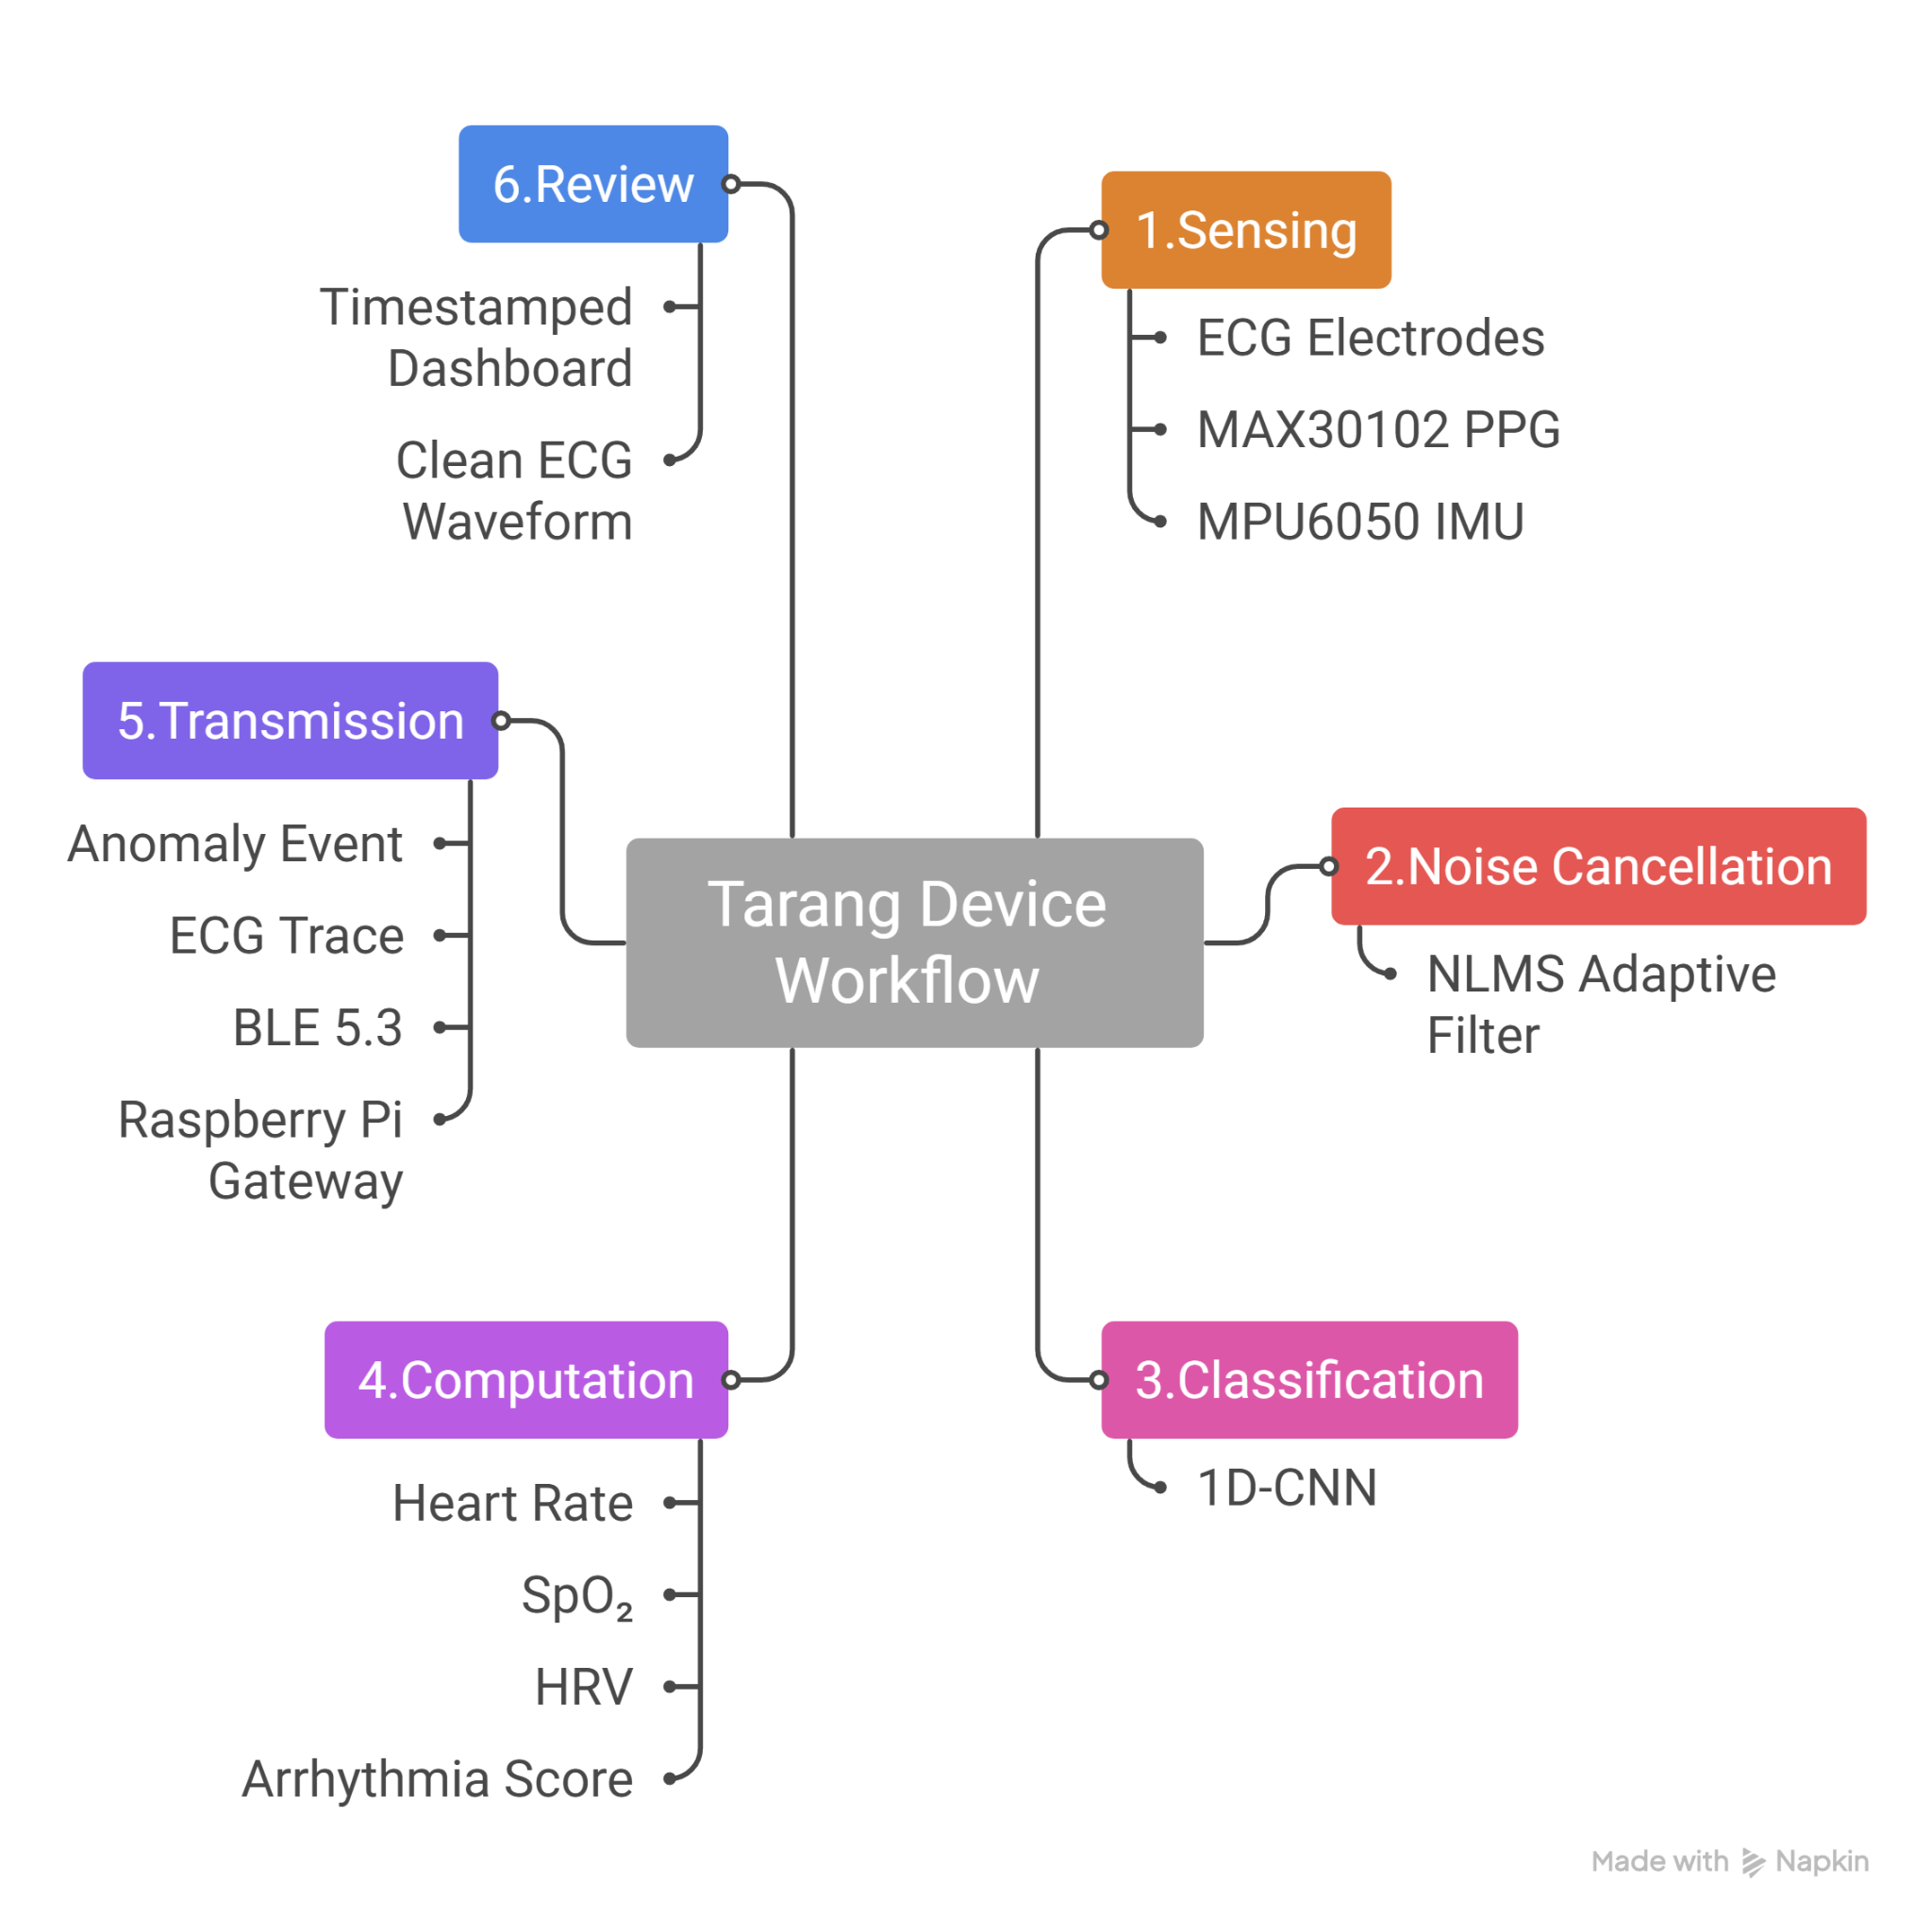 Tarang Device
Workflow
1.Sensing
ECG Electrodes
MAX30102 PPG
MPU6050 IMU
2.Noise Cancellation
NLMS Adaptive
Filter
3.Classification
1D-CNN
4.Computation
Heart Rate
SpO₂
HRV
Arrhythmia Score
5.Transmission
Anomaly Event
ECG Trace
BLE 5.3
Raspberry Pi
Gateway
6.Review
Timestamped
Dashboard
Clean ECG
Waveform
Made with Napkin